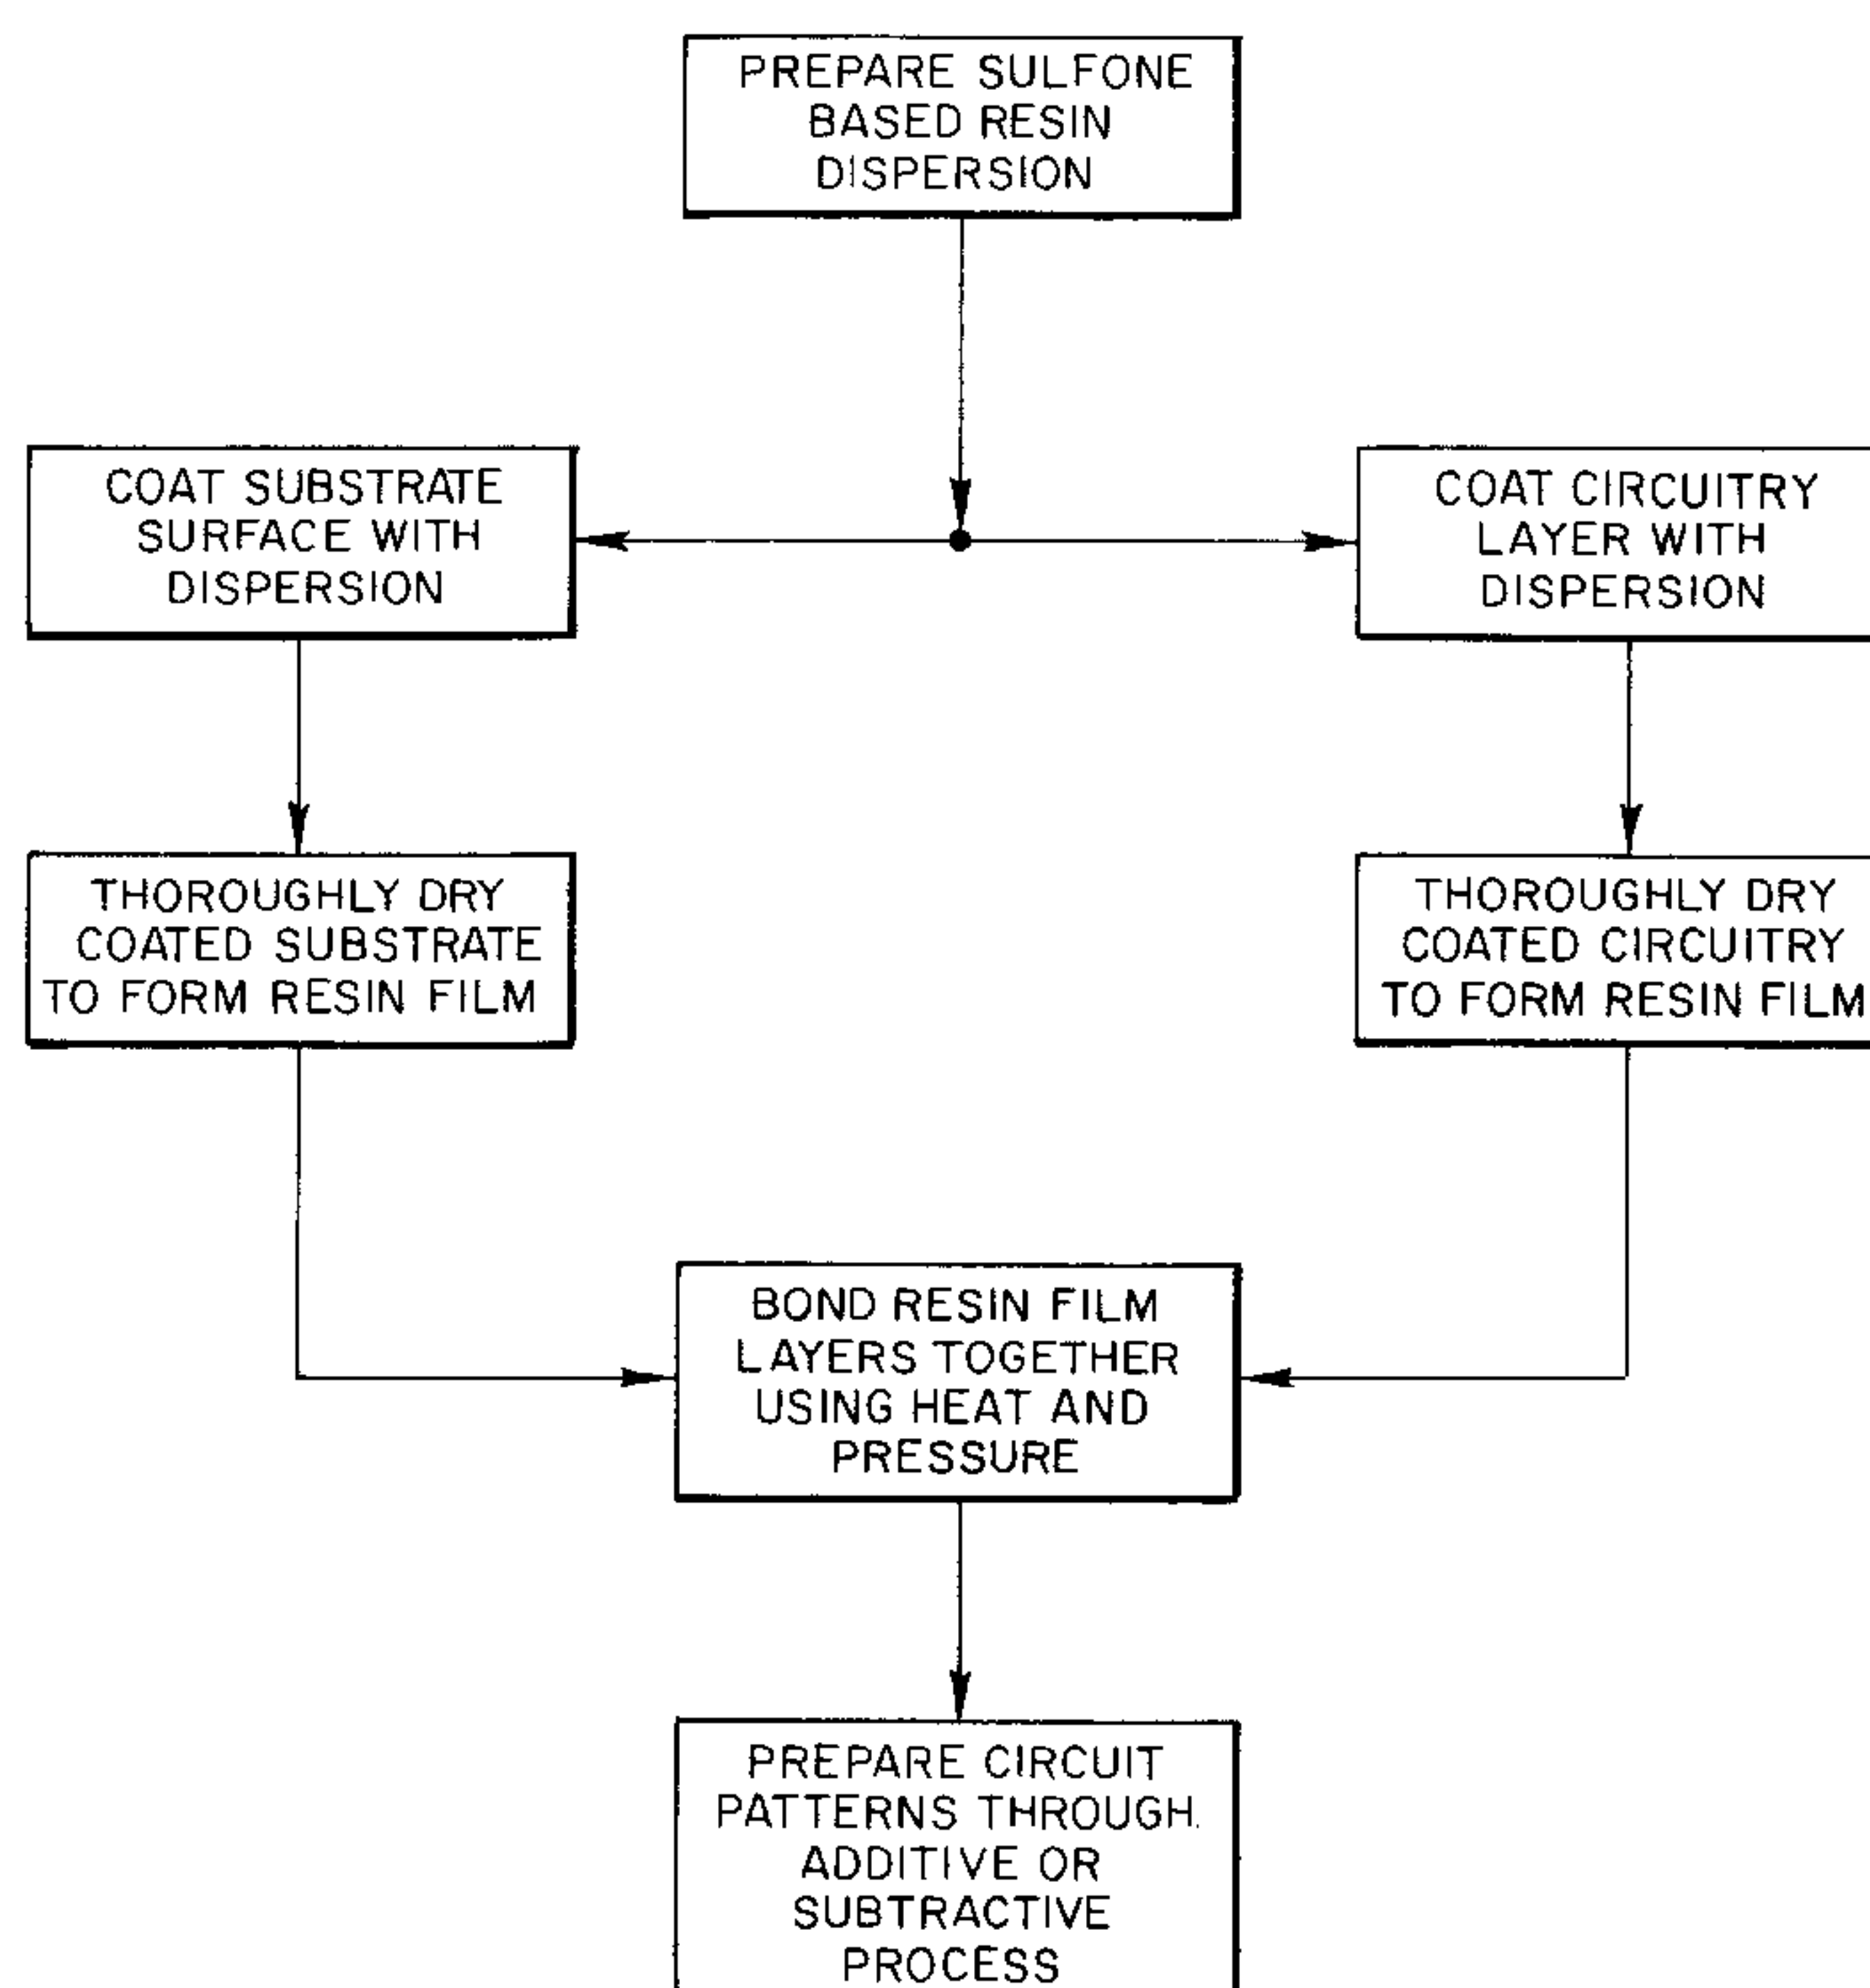 PREPARE SULFONE
BASED RESIN
DISPERSION
COAT SUBSTRATE
SURFACE WITH
DISPERSION
COAT CIRCUITRY
LAYER WITH
DISPERSION
THOROUGHLY DRY
COATED SUBSTRATE
TO FORM RESIN FILM
THOROUGHLY DRY
COATED CIRCUITRY
TO FORM RESIN FILM
BOND RESIN FILM
LAYERS TOGETHER
USING HEAT AND
PRESSURE
PREPARE CIRCUIT
PATTERNS THROUGH
ADDITIVE OR
SUBTRACTIVE
PROCESS